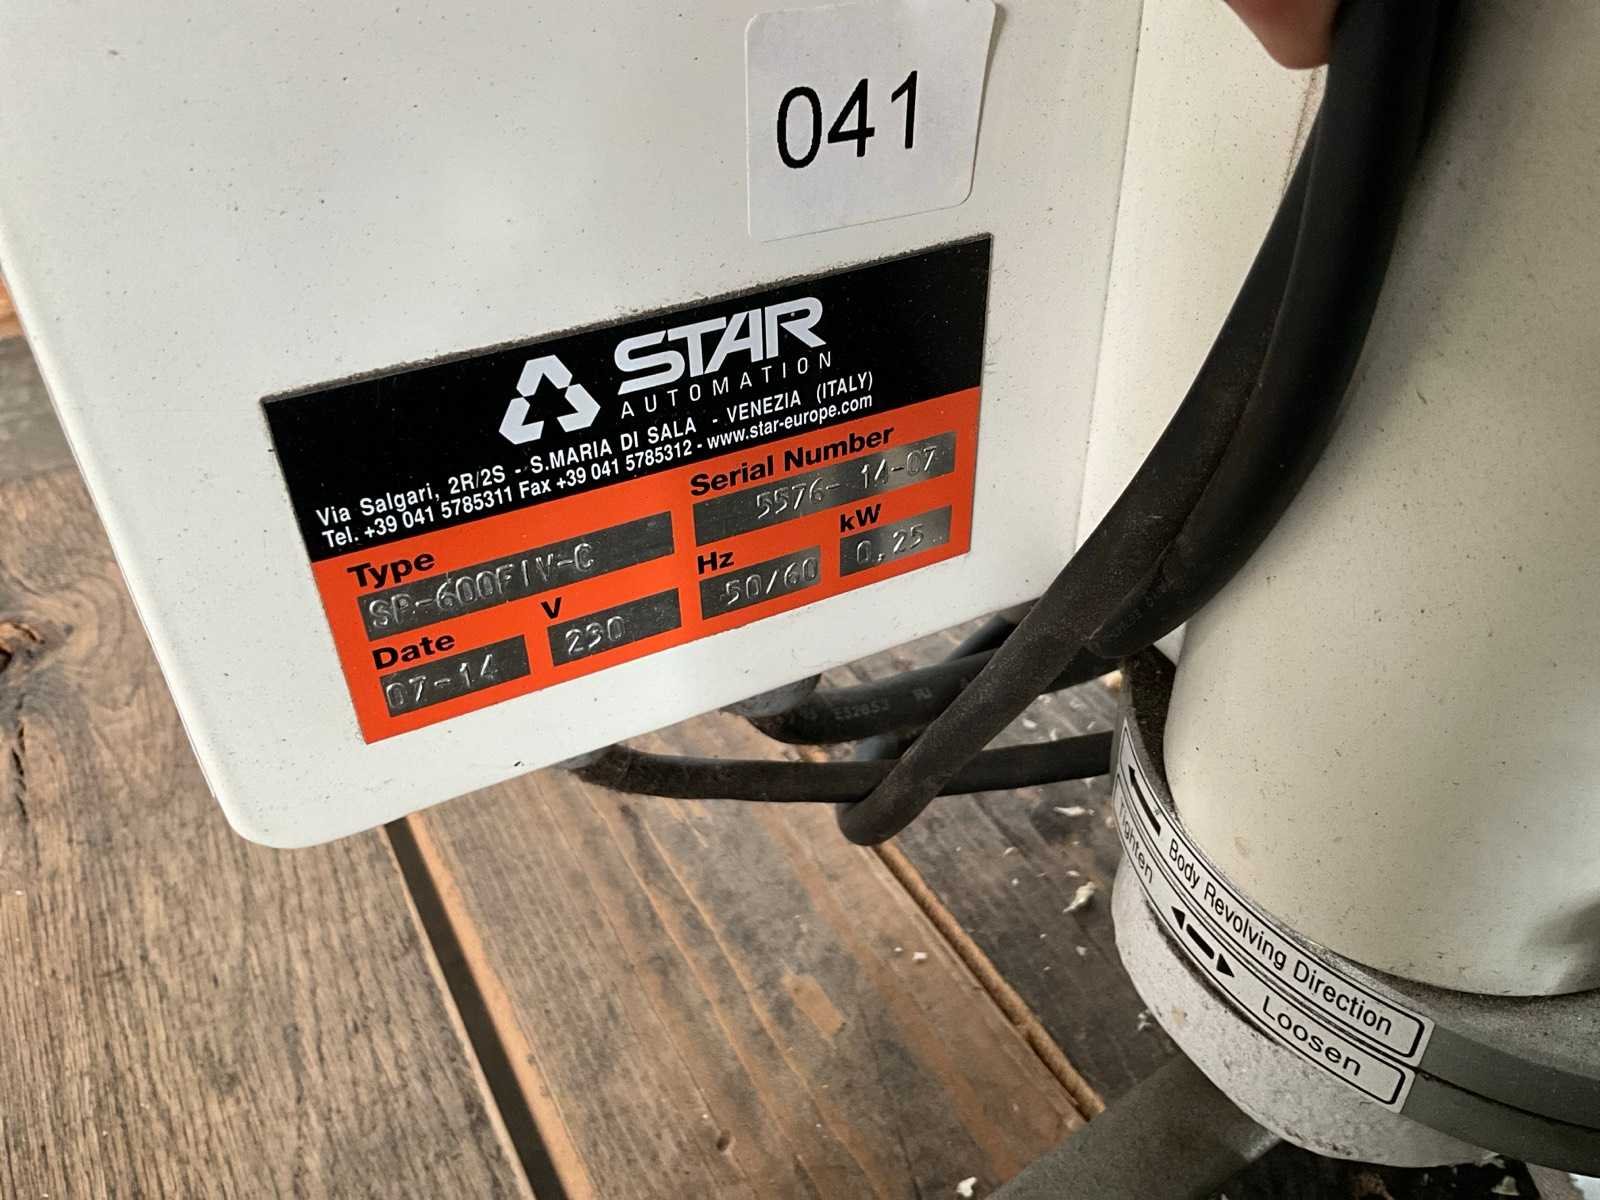 041
STAR
AUTOMATION
Via Salgari, 2R/2S - S.MARIA DI SALA - VENEZIA (ITALY)
Tel. +39 041 5785311 Fax +39 041 5785312 - www.star-europe.com
Type
SP-600FIV-C
Serial Number
5576- 14-07
Date
07-14
V
230
Hz
50/60
kW
0.25
E52853
Body Revolving Direction
Tighten
Loosen